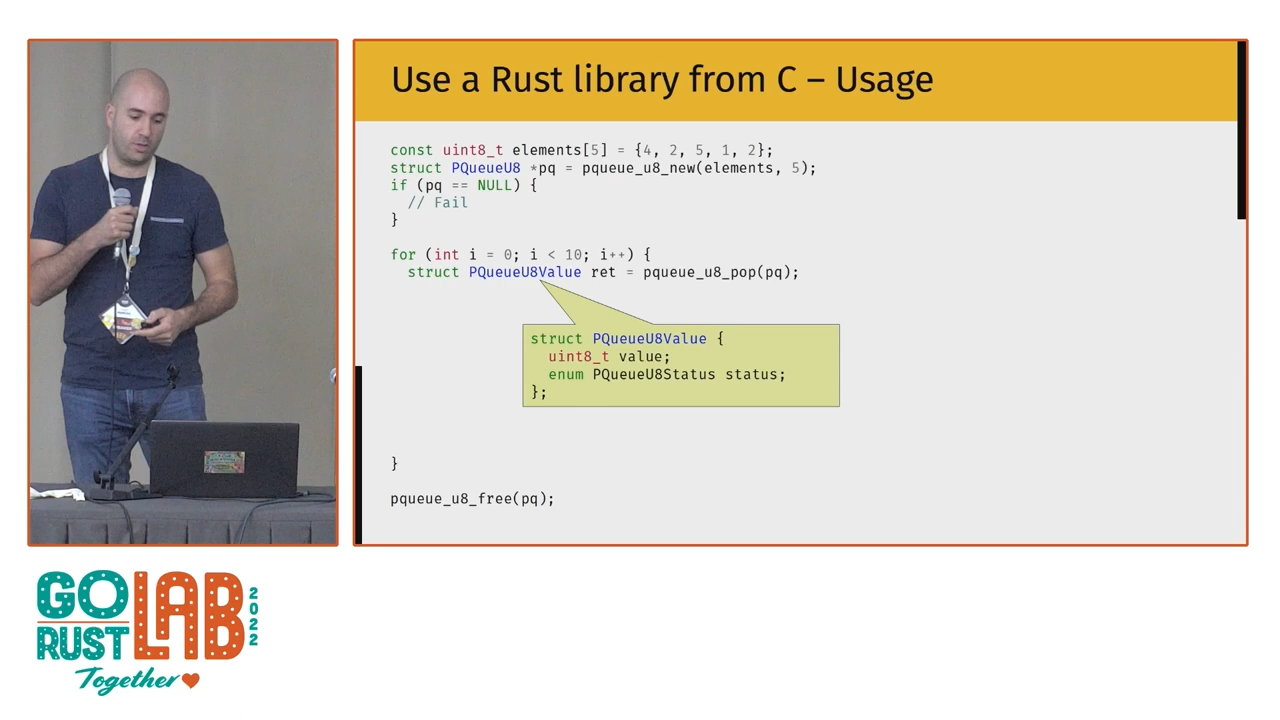 Use a Rust library from C – Usage
const uint8_t elements[5] = {4, 2, 5, 1, 2};
struct PQueueU8 *pq = pqueue_u8_new(elements, 5);
if (pq == NULL) {
  // Fail
}
for (int i = 0; i < 10; i++) {
  struct PQueueU8Value ret = pqueue_u8_pop(pq);
struct PQueueU8Value {
  uint8_t value;
  enum PQueueU8Status status;
};
}
pqueue_u8_free(pq);
GO
RUST
LAB
2022
Together